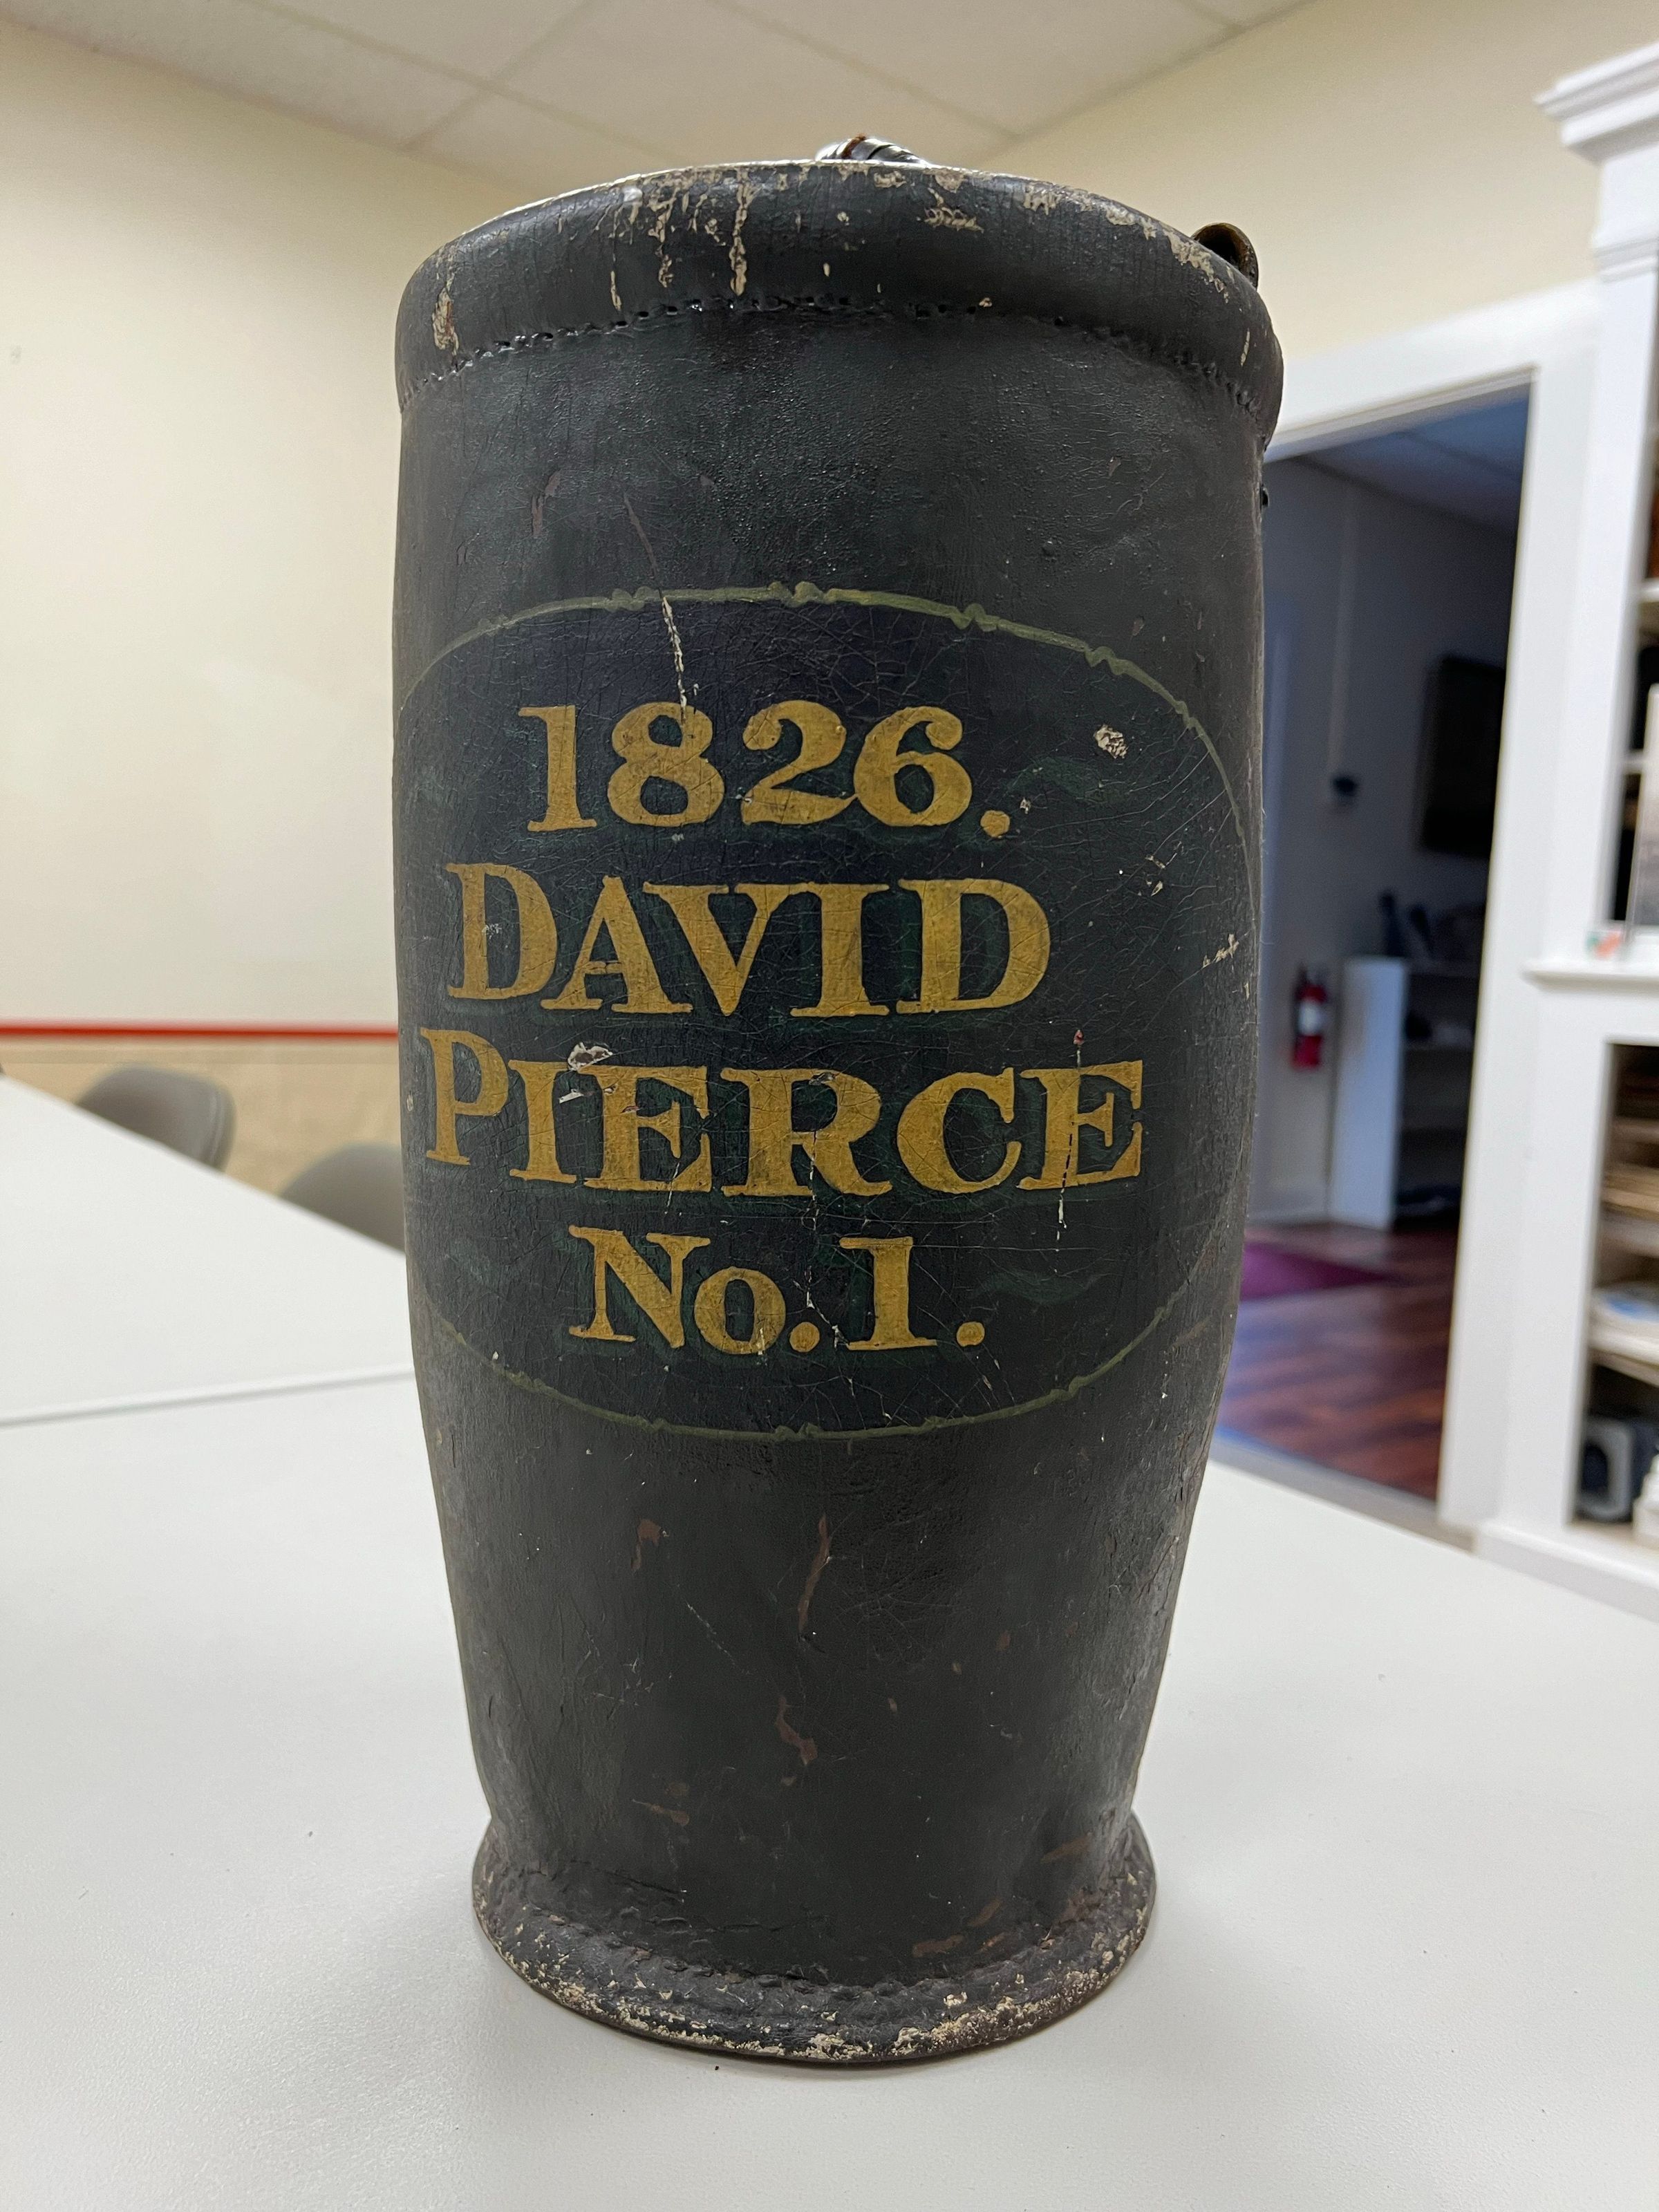 1826.
DAVID
PIERCE
No. 1.